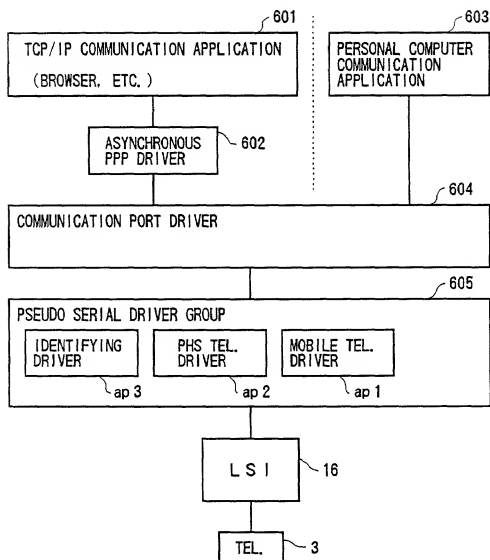 601
603
TCP/IP COMMUNICATION APPLICATION
(BROWSER, ETC.)
PERSONAL COMPUTER
COMMUNICATION
APPLICATION
ASYNCHRONOUS
PPP DRIVER
602
604
COMMUNICATION PORT DRIVER
605
PSEUDO SERIAL DRIVER GROUP
IDENTIFYING
DRIVER
PHS TEL.
DRIVER
MOBILE TEL.
DRIVER
ap 3
ap 2
ap 1
LSI
16
TEL.
3